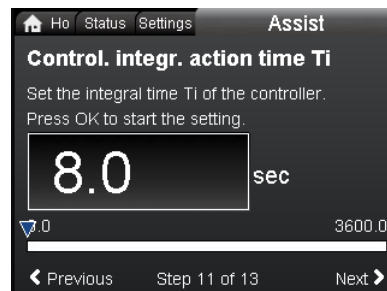 Ho Status Settings Assist
Control. integr. action time Ti
Set the integral time Ti of the controller.
Press OK to start the setting.
8.0 sec
.0 3600.0
Previous Step 11 of 13 Next